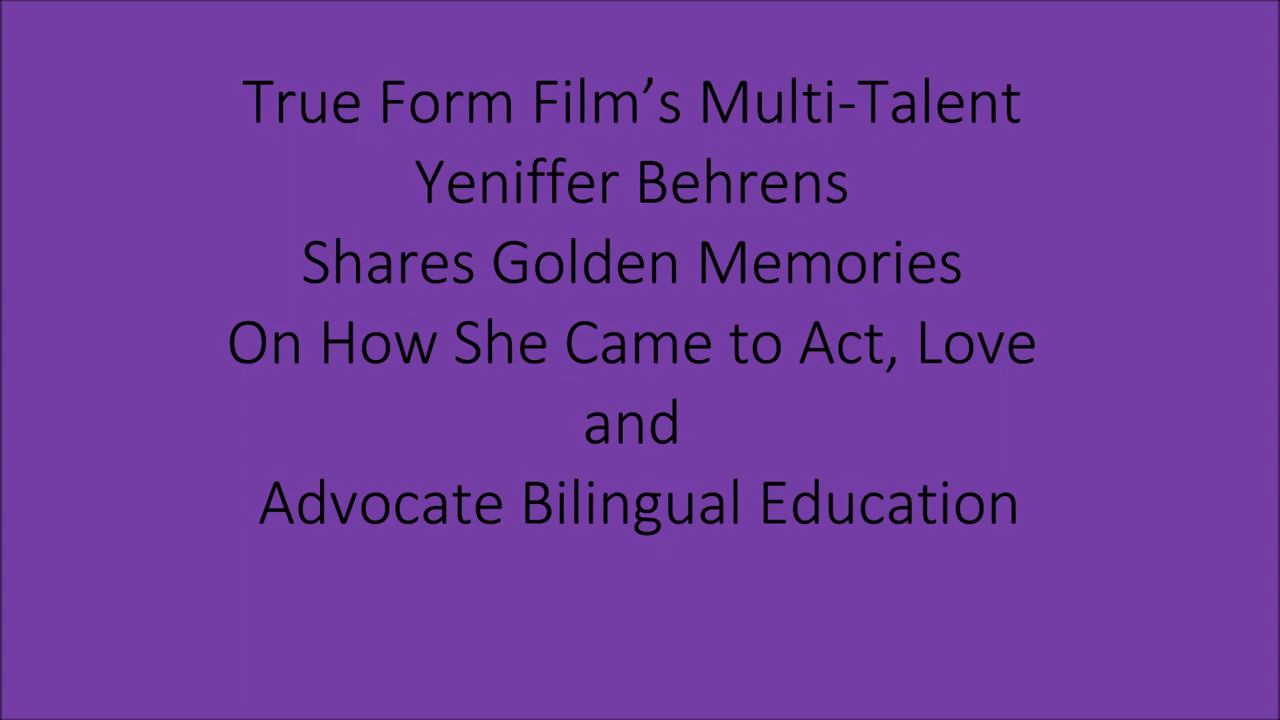 True Form Film’s Multi-Talent
Yeniffer Behrens
Shares Golden Memories
On How She Came to Act, Love
and
Advocate Bilingual Education